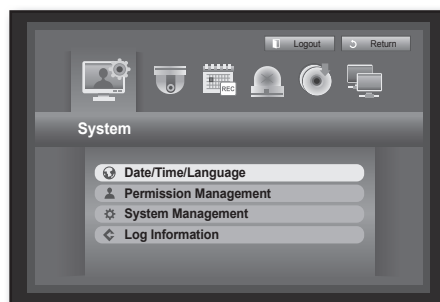 Logout Return
REC
System
Date/Time/Language
Permission Management
System Management
Log Information